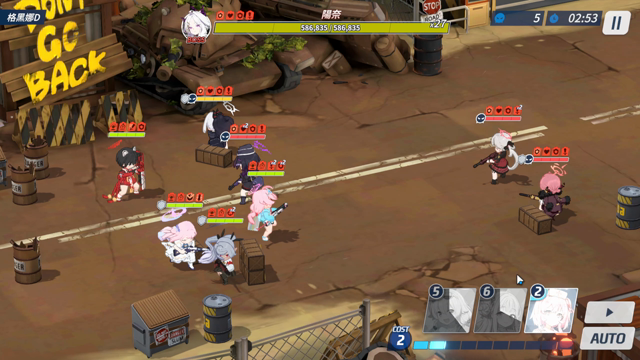 格黑娜D
陽奈
586,835 / 586,835
x27
5
02:53
STOP
ROAD
DON'T
GO
BACK
5
6
2
COST
2
AUTO